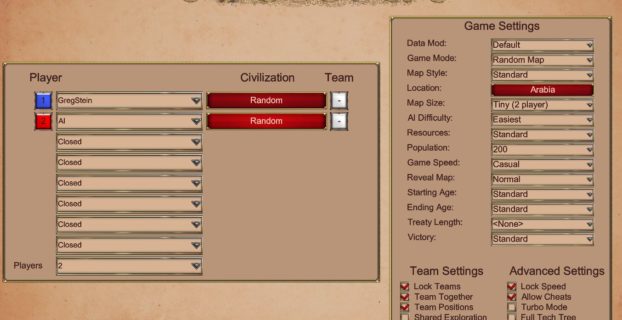 Game Settings
Data Mod: Default
Game Mode: Random Map
Map Style: Standard
Location: Arabia
Map Size: Tiny (2 player)
AI Difficulty: Easiest
Resources: Standard
Population: 200
Game Speed: Casual
Reveal Map: Normal
Starting Age: Standard
Ending Age: Standard
Treaty Length: <None>
Victory: Standard
Player Civilization Team
1 GregStein Random -
2 AI Random -
Closed
Closed
Closed
Closed
Closed
Closed
Players 2
Team Settings Advanced Settings
Lock Teams Lock Speed
Team Together Allow Cheats
Team Positions Turbo Mode
Shared Exploration Full Tech Tree